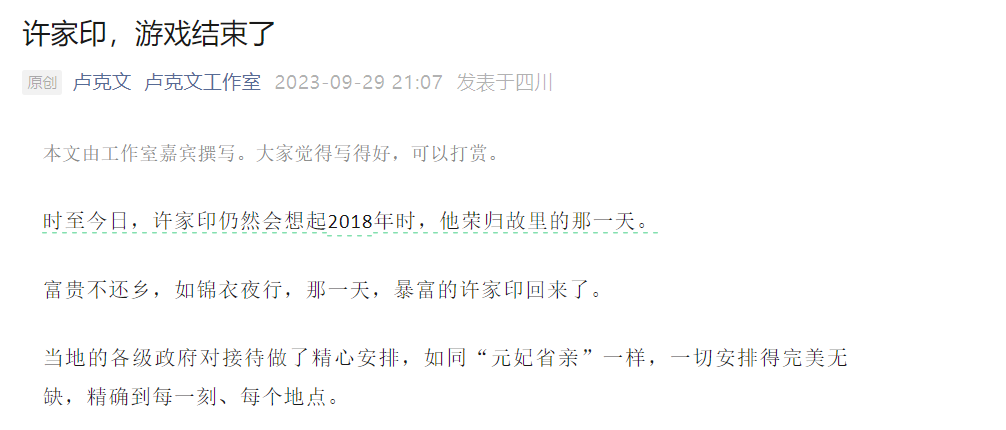 许家印，游戏结束了
原创 卢克文 卢克文工作室 2023-09-29 21:07 发表于四川
本文由工作室嘉宾撰写。大家觉得写得好，可以打赏。
时至今日，许家印仍然会想起2018年时，他荣归故里的那一天。
富贵不还乡，如锦衣夜行，那一天，暴富的许家印回来了。
当地的各级政府对接待做了精心安排，如同“元妃省亲”一样，一切安排得完美无
缺，精确到每一刻、每个地点。